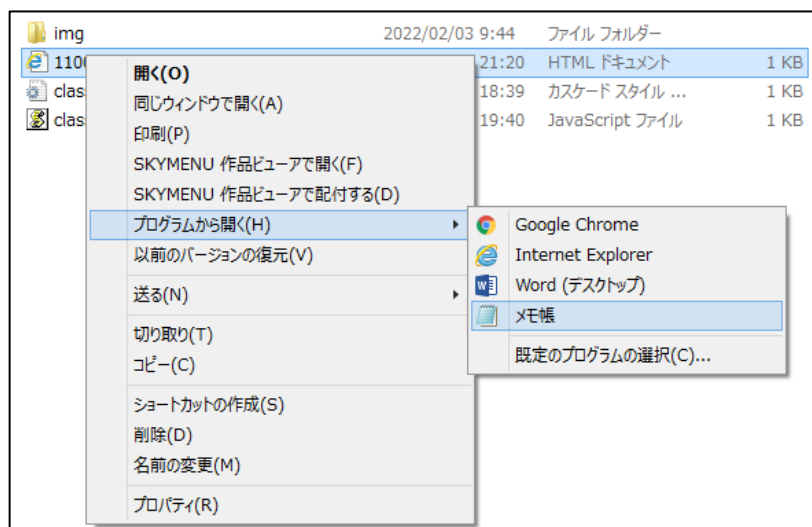 img 2022/02/03 9:44 ファイル フォルダー
110 21:20 HTML ドキュメント 1 KB
clas 18:39 カスケード スタイル ... 1 KB
clas 19:40 JavaScript ファイル 1 KB
開く(O)
同じウィンドウで開く(A)
印刷(P)
SKYMENU 作品ビューアで開く(F)
SKYMENU 作品ビューアで配付する(D)
プログラムから開く(H)
以前のバージョンの復元(V)
送る(N)
切り取り(T)
コピー(C)
ショートカットの作成(S)
削除(D)
名前の変更(M)
プロパティ(R)
Google Chrome
Internet Explorer
Word (デスクトップ)
メモ帳
既定のプログラムの選択(C)...